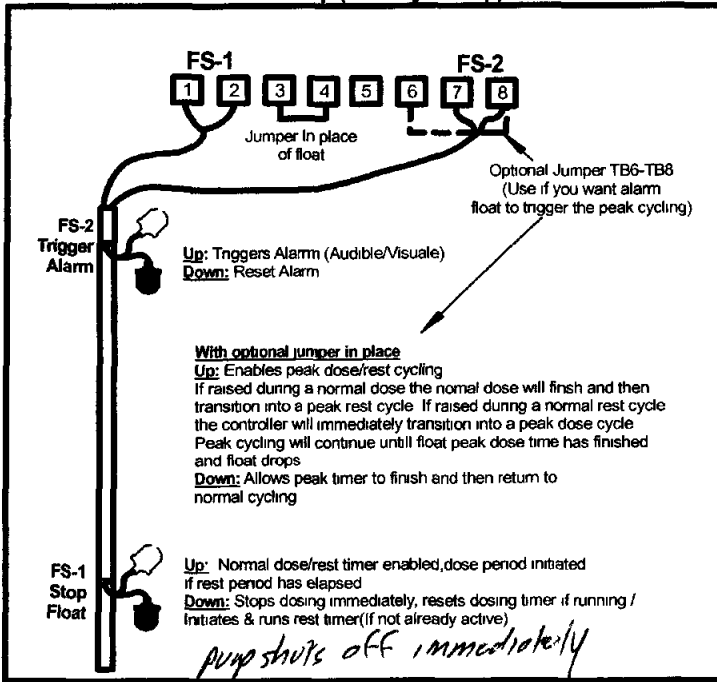 FS-1
FS-2
1 2 3 4 5 6 7 8
Jumper In place
of float
Optional Jumper TB6-TB8
(Use if you want alarm
float to trigger the peak cycling)
FS-2
Trigger
Alarm
Up: Triggers Alarm (Audible/Visuale)
Down: Reset Alarm
With optional jumper in place
Up: Enables peak dose/rest cycling
If raised during a normal dose the nomal dose will finsh and then
transition into a peak rest cycle If raised during a normal rest cycle
the controller will immediately transition into a peak dose cycle
Peak cycling will continue untill float peak dose time has finished
and float drops
Down: Allows peak timer to finish and then return to
normal cycling
FS-1
Stop
Float
Up: Normal dose/rest timer enabled,dose period initiated
if rest period has elapsed
Down: Stops dosing immediately, resets dosing timer if running /
Initiates & runs rest timer(If not already active)
pump shuts off immediately